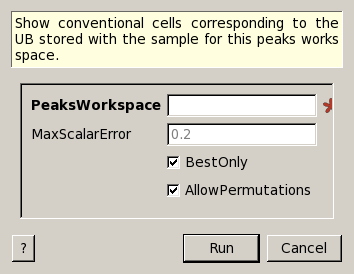 Show conventional cells corresponding to the
UB stored with the sample for this peaks works
space.
PeaksWorkspace
MaxScalarError 0.2
BestOnly
AllowPermutations
? Run Cancel